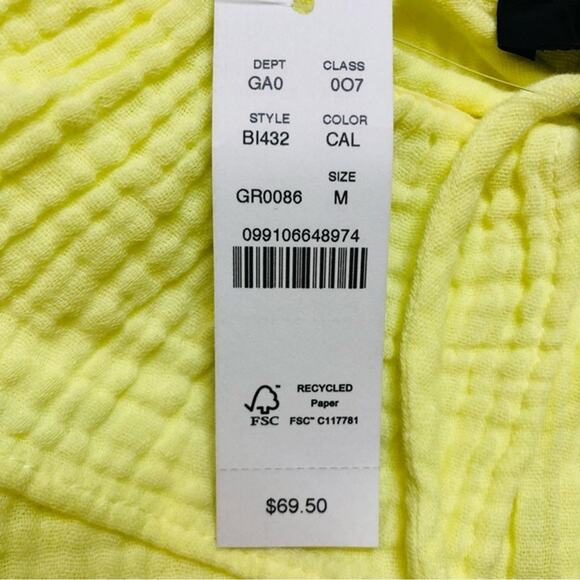 DEPT CLASS
GA0 007
STYLE COLOR
BI432 CAL
SIZE
GR0086 M
099106648974
FSC
RECYCLED
Paper
FSC™ C117781
$69.50